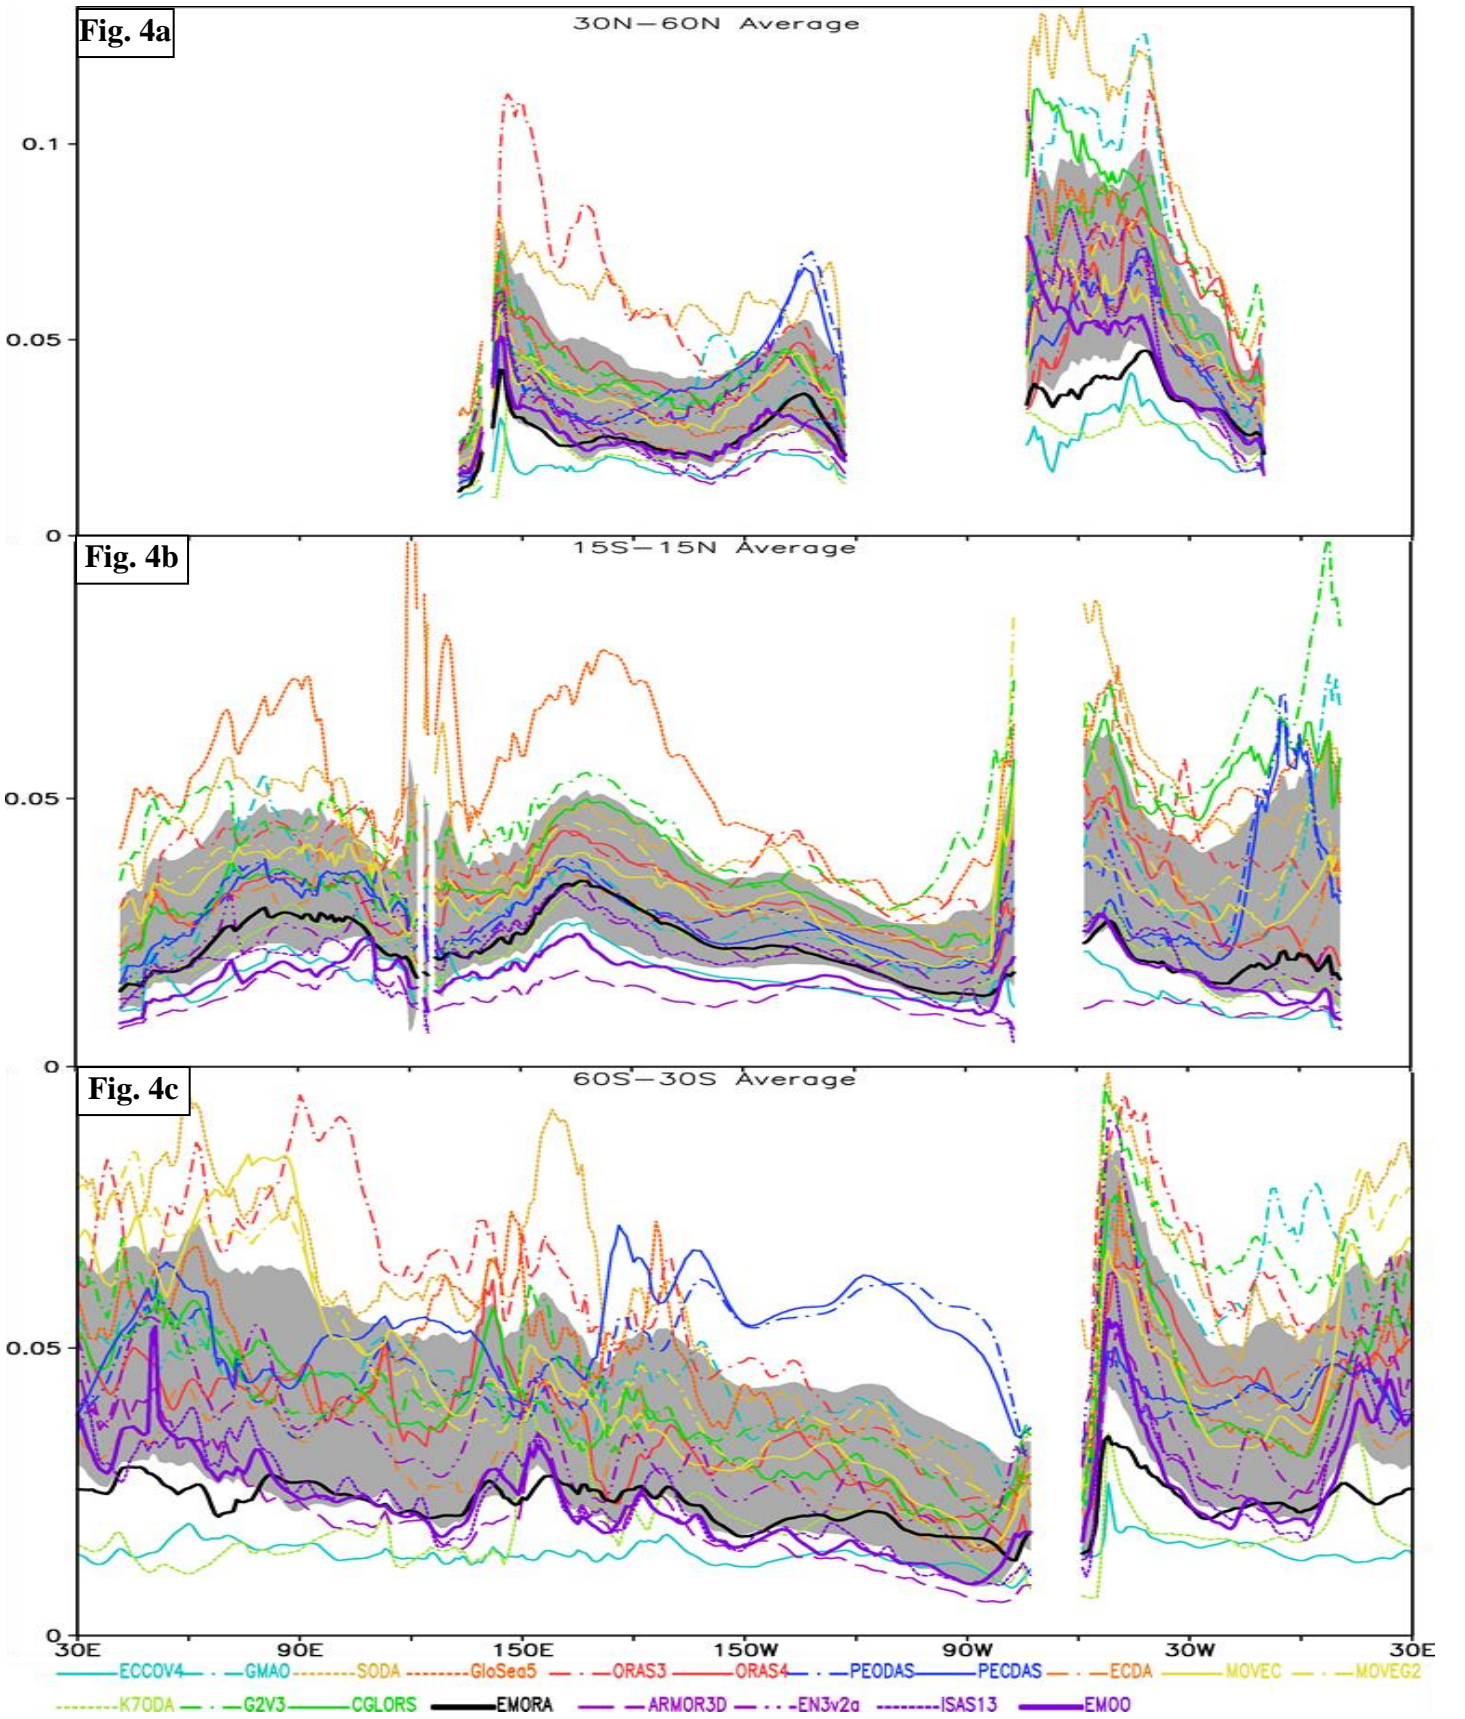 Fig. 4a
30N–60N Average
0.1
0.05
0
Fig. 4b
15S–15N Average
0.05
0
Fig. 4c
60S–30S Average
0.05
0
30E 90E 150E 150W 90W 30W 30E
ECCOV4 GMAO SODA GloSea5 ORAS3 ORAS4 PEODAS PECDAS ECDA MOVEC MOVEG2
K7ODA G2V3 CGLORS EMORA ARMOR3D EN3v2a ISAS13 EMOO